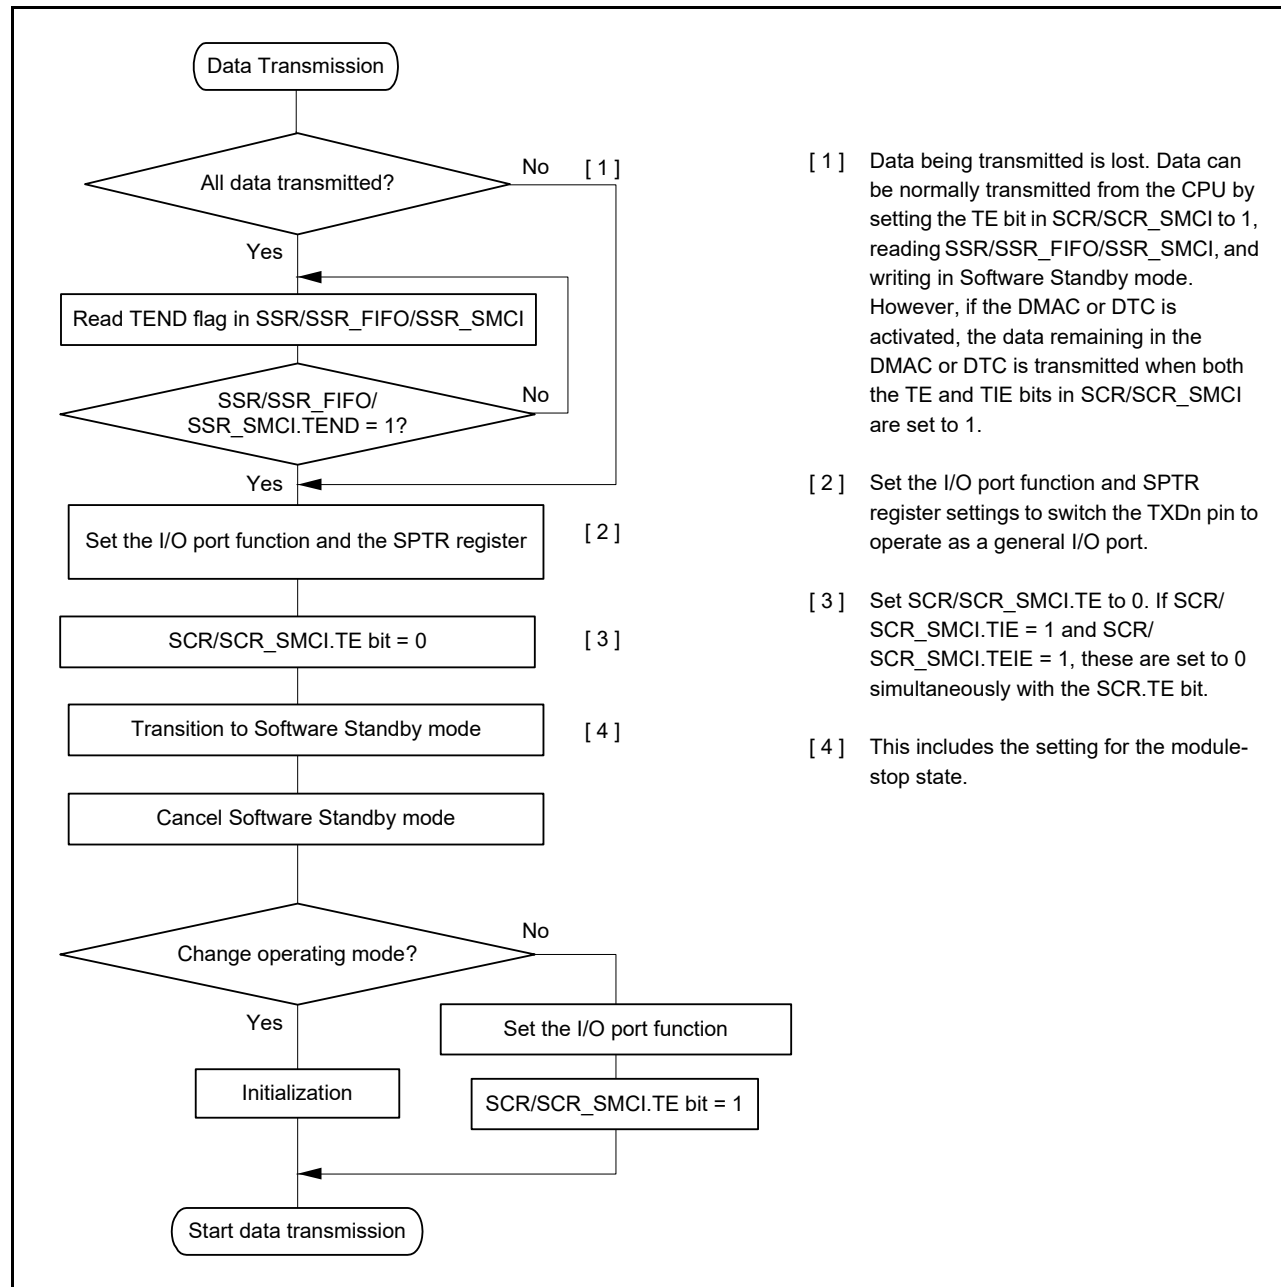 Data Transmission
All data transmitted?
No
[ 1 ]
Yes
Read TEND flag in SSR/SSR_FIFO/SSR_SMCI
SSR/SSR_FIFO/
SSR_SMCI.TEND = 1?
No
Yes
Set the I/O port function and the SPTR register
[ 2 ]
SCR/SCR_SMCI.TE bit = 0
[ 3 ]
Transition to Software Standby mode
[ 4 ]
Cancel Software Standby mode
Change operating mode?
No
Yes
Set the I/O port function
Initialization
SCR/SCR_SMCI.TE bit = 1
Start data transmission
[ 1 ] Data being transmitted is lost. Data can
be normally transmitted from the CPU by
setting the TE bit in SCR/SCR_SMCI to 1,
reading SSR/SSR_FIFO/SSR_SMCI, and
writing in Software Standby mode.
However, if the DMAC or DTC is
activated, the data remaining in the
DMAC or DTC is transmitted when both
the TE and TIE bits in SCR/SCR_SMCI
are set to 1.
[ 2 ] Set the I/O port function and SPTR
register settings to switch the TXDn pin to
operate as a general I/O port.
[ 3 ] Set SCR/SCR_SMCI.TE to 0. If SCR/
SCR_SMCI.TIE = 1 and SCR/
SCR_SMCI.TEIE = 1, these are set to 0
simultaneously with the SCR.TE bit.
[ 4 ] This includes the setting for the module-
stop state.